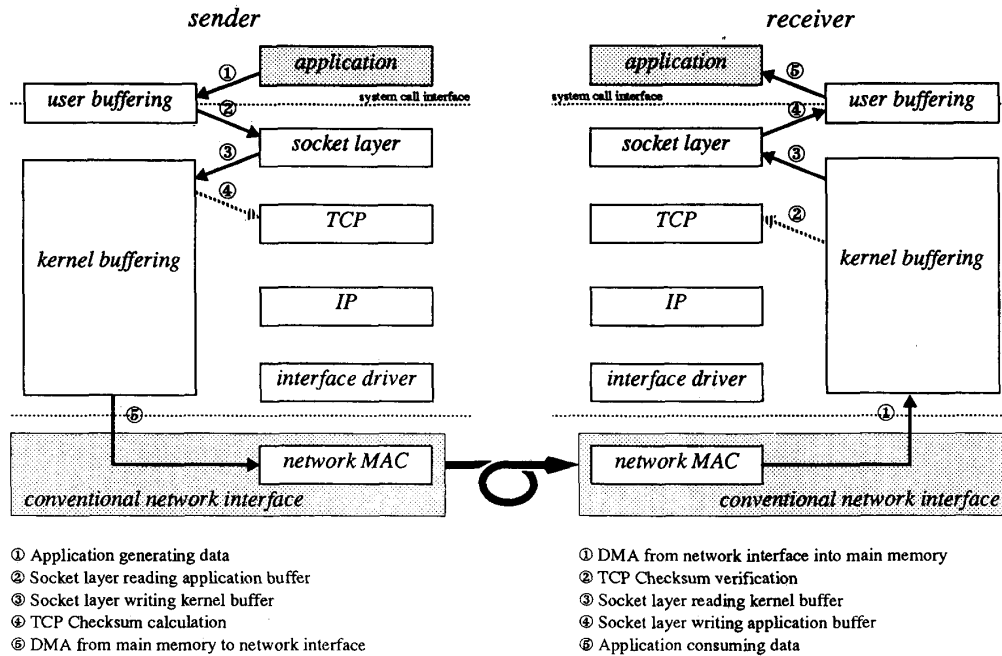 sender
receiver
①
application
user buffering
system call interface
②
socket layer
③
④
TCP
kernel buffering
IP
interface driver
⑤
network MAC
conventional network interface
application
⑤
system call interface
user buffering
④
socket layer
③
TCP
②
kernel buffering
IP
interface driver
①
network MAC
conventional network interface
① Application generating data
② Socket layer reading application buffer
③ Socket layer writing kernel buffer
④ TCP Checksum calculation
⑤ DMA from main memory to network interface
① DMA from network interface into main memory
② TCP Checksum verification
③ Socket layer reading kernel buffer
④ Socket layer writing application buffer
⑤ Application consuming data